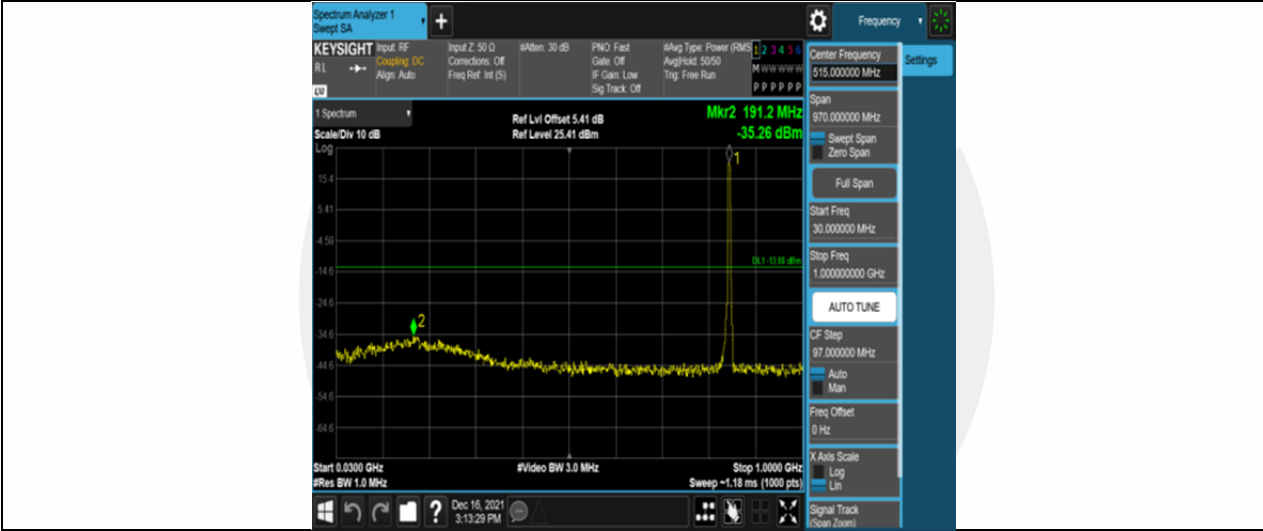 Spectrum Analyzer 1
Swept SA
+
Frequency
KEYSIGHT
RL
Input: RF
Coupling: DC
Align: Auto
Input Z: 50 Ω
Corrections: Off
Freq Ref: Int (S)
#Atten: 30 dB
PNO: Fast
Gate: Off
IF Gain: Low
Sig Track: Off
#Avg Type: Power (RMS
Avg|Hold: 50/50
Trig: Free Run
1 2 3 4 5 6
M W W W W W
P P P P P P
1 Spectrum
Scale/Div 10 dB
Log
Ref Lvl Offset 5.41 dB
Ref Level 25.41 dBm
Mkr2 191.2 MHz
-35.26 dBm
15.4
5.41
-4.59
-14.6
-24.6
-34.6
-44.6
-54.6
-64.6
1
2
DL1 -13.00 dBm
Start 0.0300 GHz
#Res BW 1.0 MHz
#Video BW 3.0 MHz
Stop 1.0000 GHz
Sweep ~1.18 ms (1000 pts)
Center Frequency
515.000000 MHz
Settings
Span
970.000000 MHz
Swept Span
Zero Span
Full Span
Start Freq
30.000000 MHz
Stop Freq
1.000000000 GHz
AUTO TUNE
CF Step
97.000000 MHz
Auto
Man
Freq Offset
0 Hz
X Axis Scale
Log
Lin
Signal Track
(Span Zoom)
?
Dec 16, 2021
3:13:29 PM